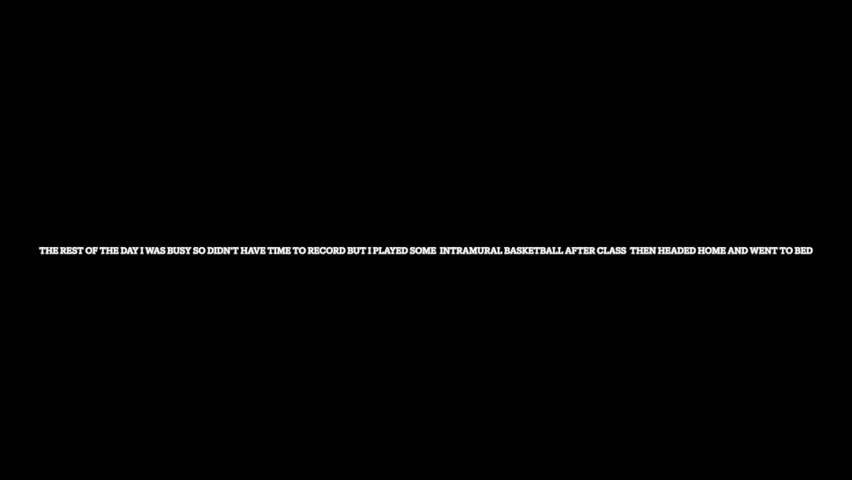 THE REST OF THE DAY I WAS BUSY SO DIDN'T HAVE TIME TO RECORD BUT I PLAYED SOME  INTRAMURAL BASKETBALL AFTER CLASS  THEN HEADED HOME AND WENT TO BED